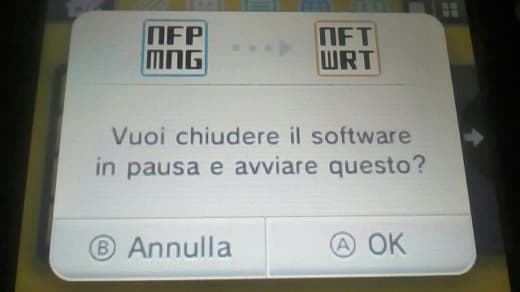 NFP
MNG
NFT
WRT
Vuoi chiudere il software
in pausa e avviare questo?
B Annulla
A OK